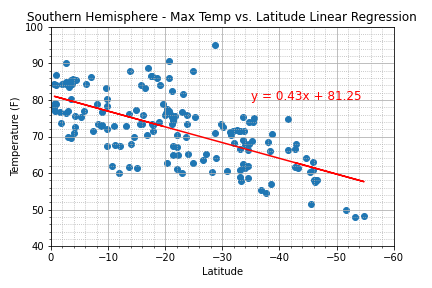 Southern Hemisphere - Max Temp vs. Latitude Linear Regression
100
90
80
70
60
50
40
Temperature (F)
y = 0.43x + 81.25
0 −10 −20 −30 −40 −50 −60
Latitude